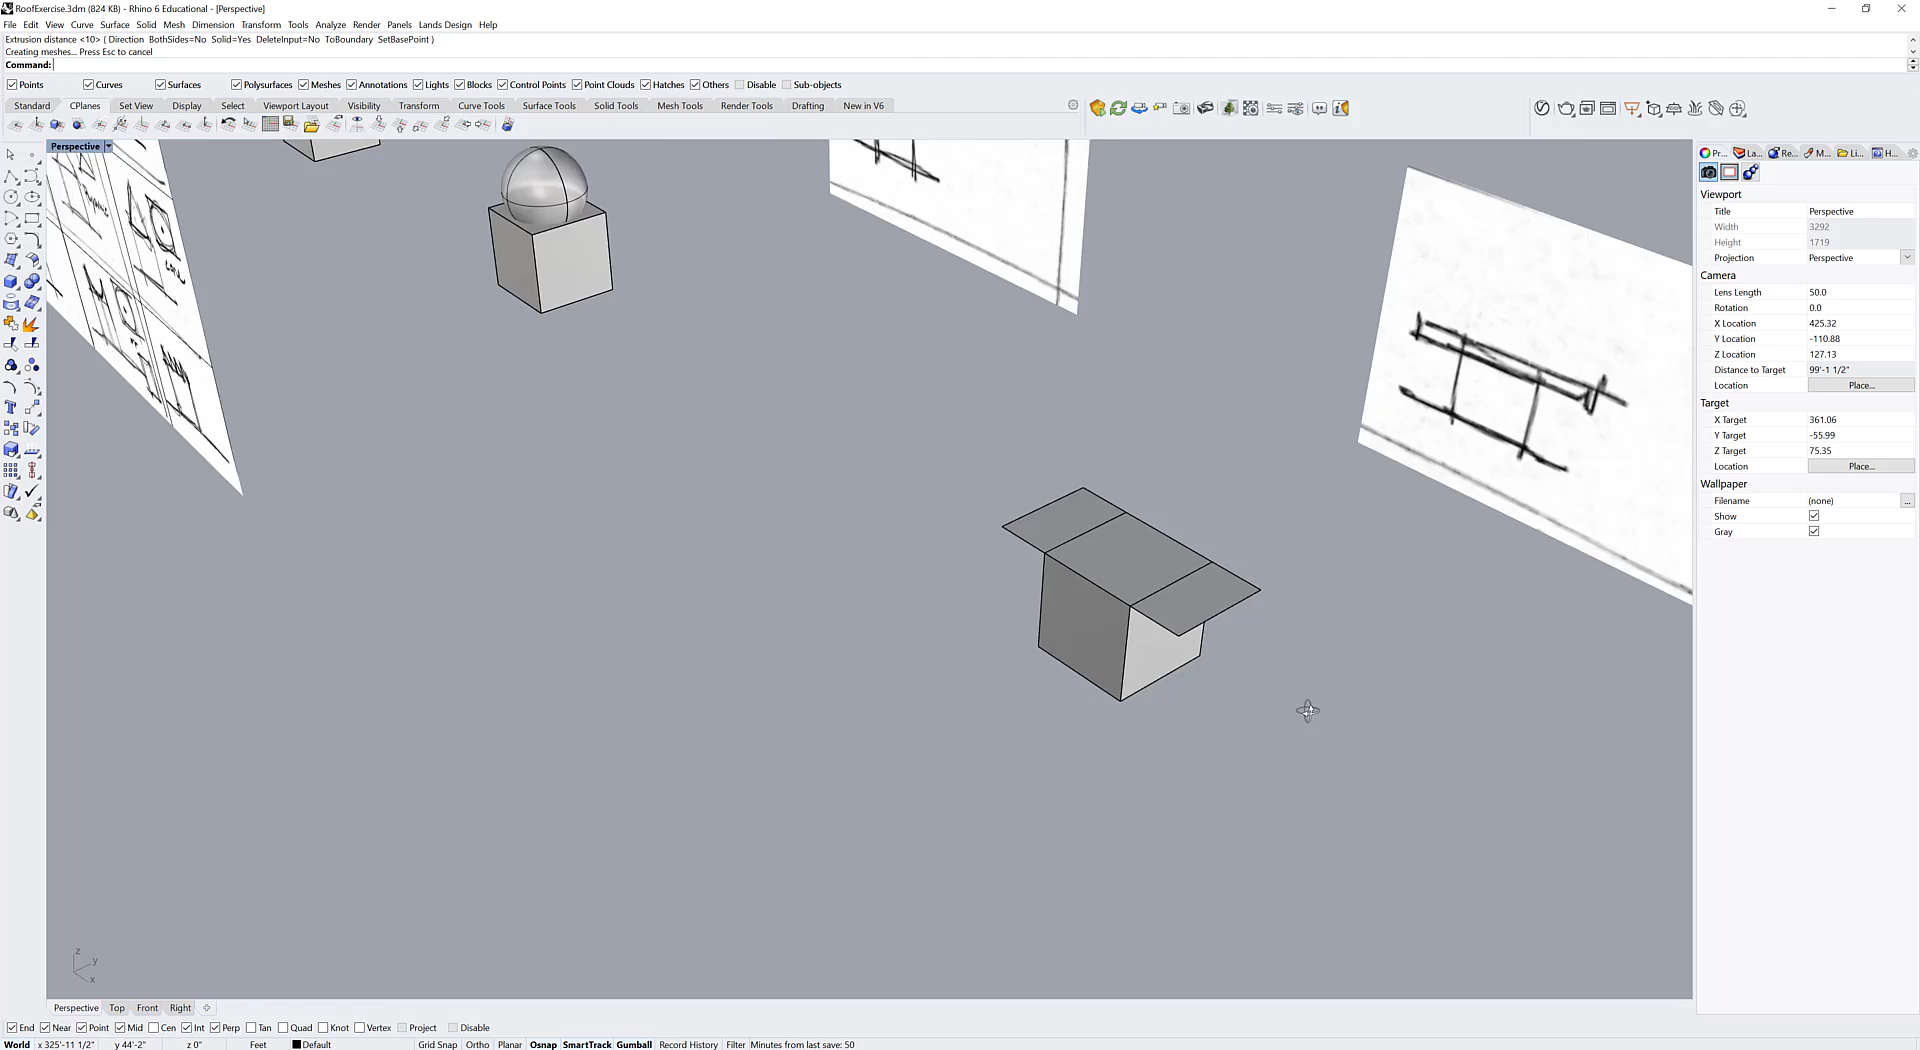 RoofExercise.3dm (824 KB) - Rhino 6 Educational - [Perspective]
File Edit View Curve Surface Solid Mesh Dimension Transform Tools Analyze Render Panels Lands Design Help
Extrusion distance <10> ( Direction BothSides=No Solid=Yes DeleteInput=No ToBoundary SetBasePoint )
Creating meshes... Press Esc to cancel
Command:
Points Curves Surfaces Polysurfaces Meshes Annotations Lights Blocks Control Points Point Clouds Hatches Others Disable Sub-objects
Standard CPlanes Set View Display Select Viewport Layout Visibility Transform Curve Tools Surface Tools Solid Tools Mesh Tools Render Tools Drafting New in V6
Perspective
Pr... La... Re... M... Li... H...
Viewport
Title Perspective
Width 3292
Height 1719
Projection Perspective
Camera
Lens Length 50.0
Rotation 0.0
X Location 425.32
Y Location -110.88
Z Location 127.13
Distance to Target 99'-1 1/2"
Location Place...
Target
X Target 361.06
Y Target -55.99
Z Target 75.35
Location Place...
Wallpaper
Filename (none) ...
Show
Gray
z
y
x
Perspective Top Front Right
End Near Point Mid Cen Int Perp Tan Quad Knot Vertex Project Disable
World x 325'-11 1/2" y 44'-2" z 0" Feet Default Grid Snap Ortho Planar Osnap SmartTrack Gumball Record History Filter Minutes from last save: 50